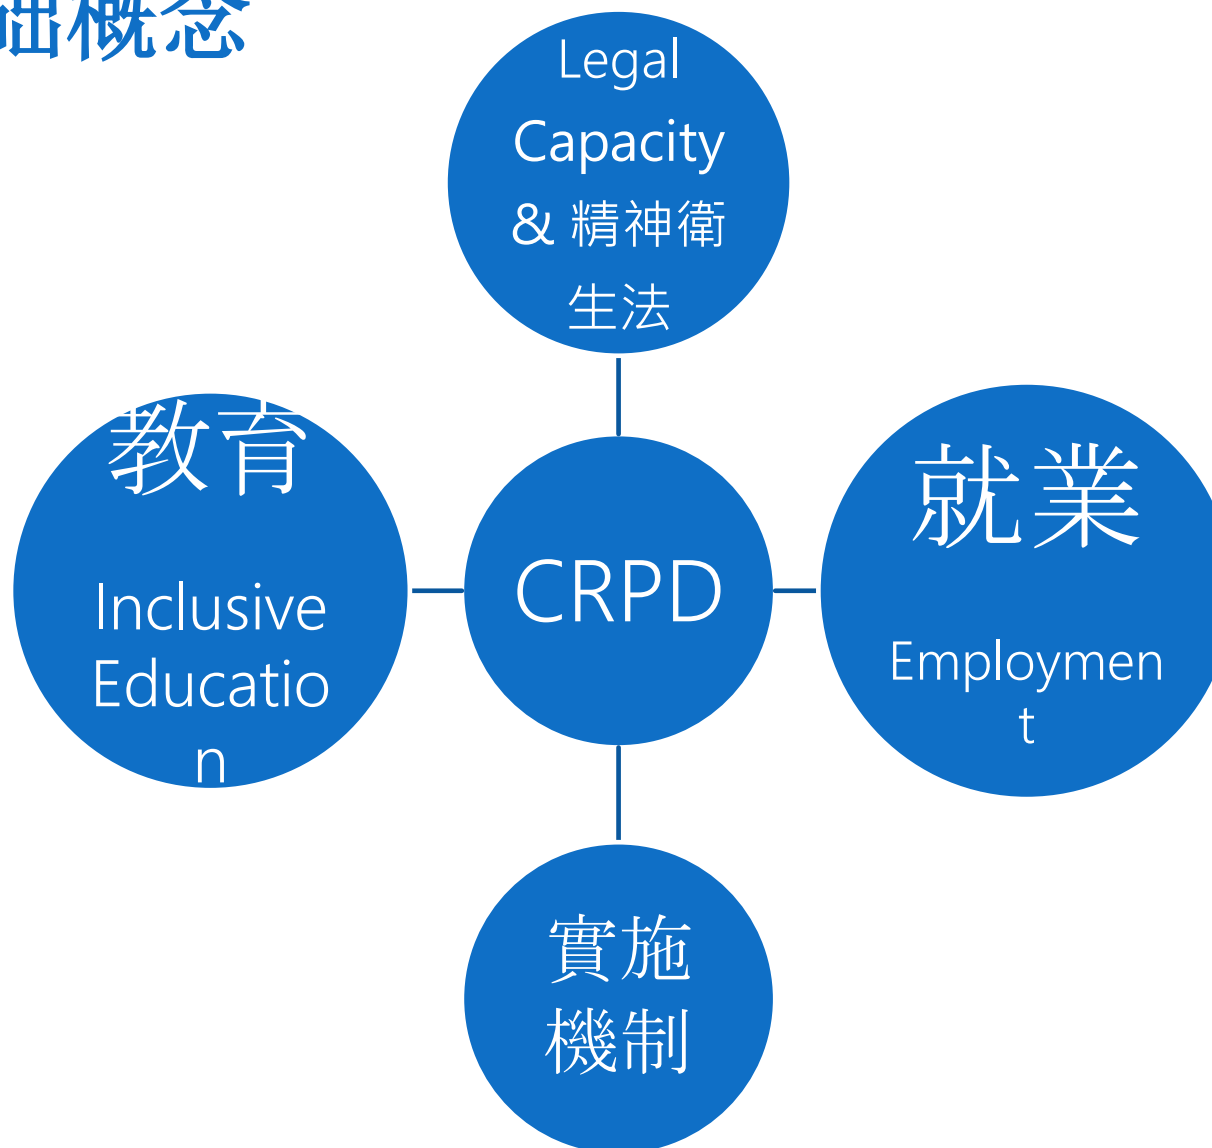 礎概念
Legal
Capacity
& 精神衛
生法
教育
Inclusive
Educatio
n
CRPD
就業
Employmen
t
實施
機制